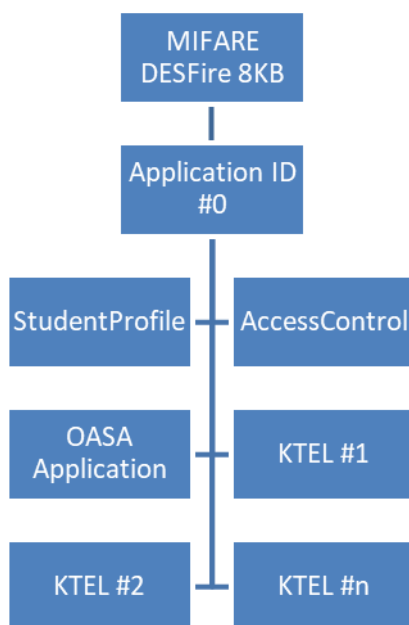 MIFARE
DESFire 8KB
Application ID
#0
StudentProfile
AccessControl
OASA
Application
KTEL #1
KTEL #2
KTEL #n